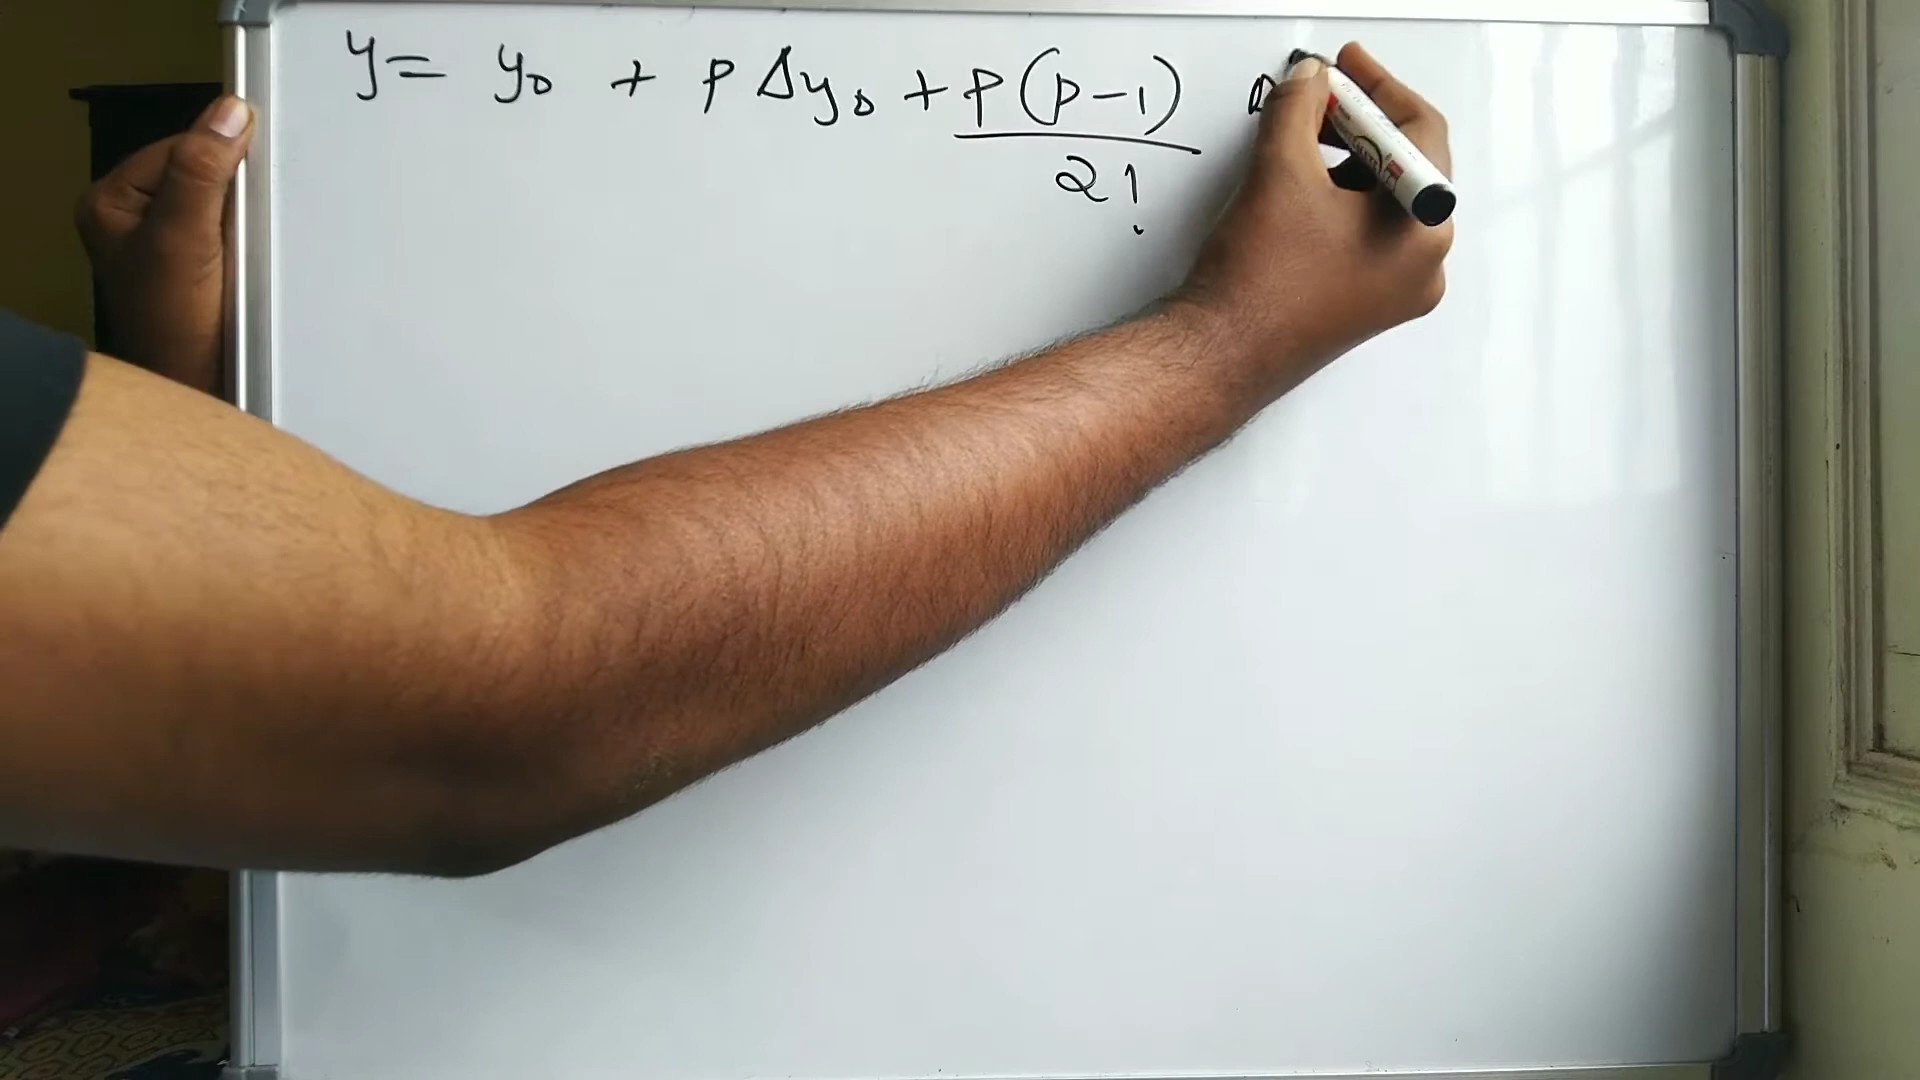 y = y₀ + p Δy₀ + p(p-1)/2! Δ